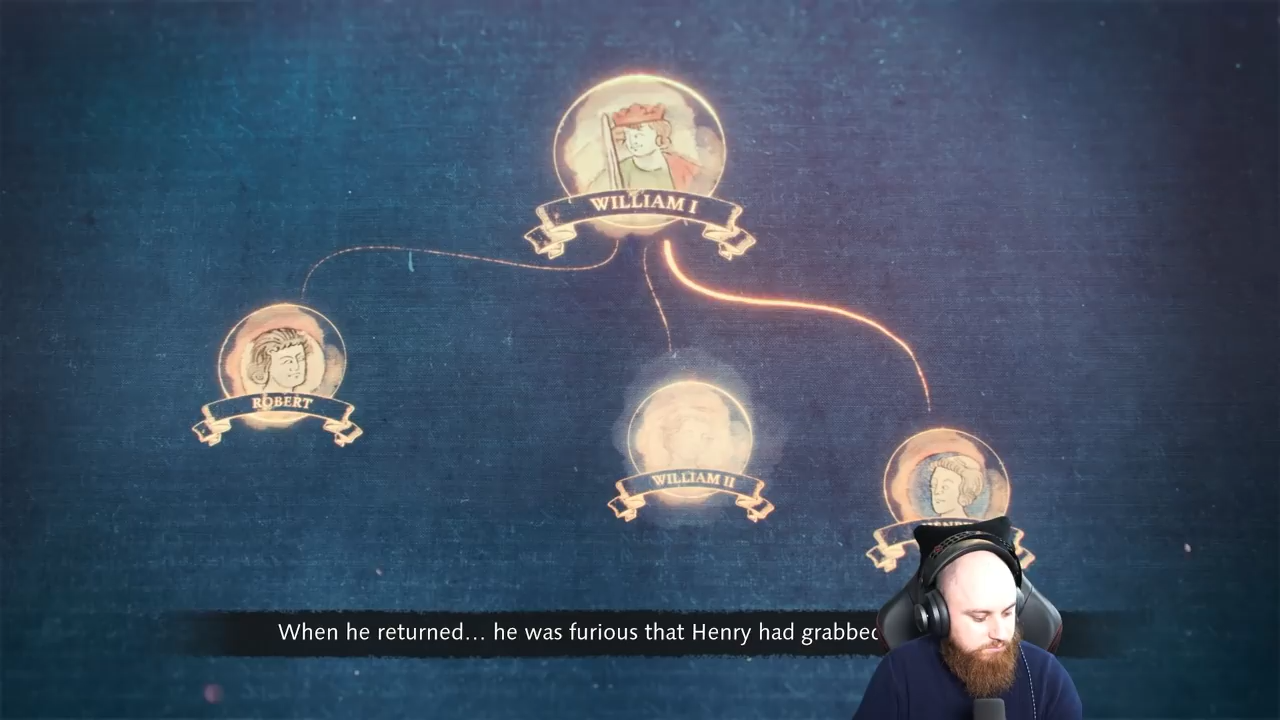 WILLIAM I
ROBERT
WILLIAM II
When he returned... he was furious that Henry had grabbed